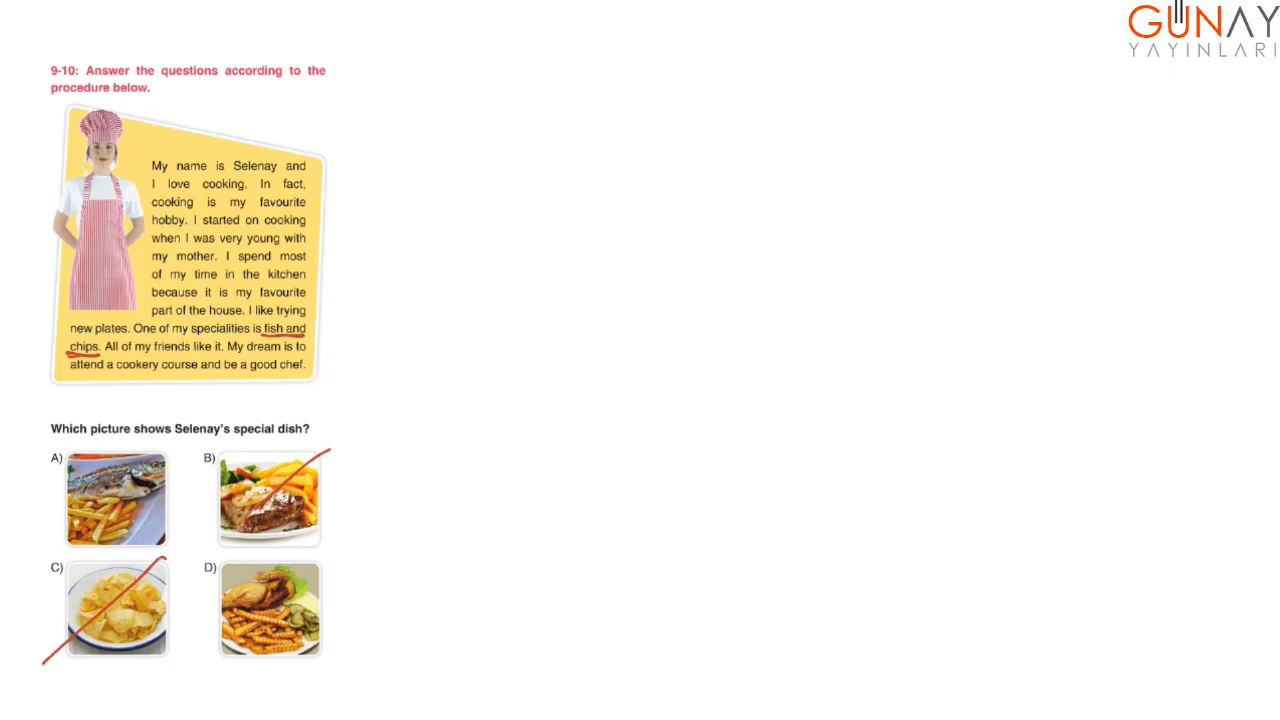 GÜNAY
YAYINLARI
9-10: Answer the questions according to the
procedure below.
My name is Selenay and
I love cooking. In fact,
cooking is my favourite
hobby. I started on cooking
when I was very young with
my mother. I spend most
of my time in the kitchen
because it is my favourite
part of the house. I like trying
new plates. One of my specialities is fish and
chips. All of my friends like it. My dream is to
attend a cookery course and be a good chef.
Which picture shows Selenay's special dish?
A)
B)
C)
D)